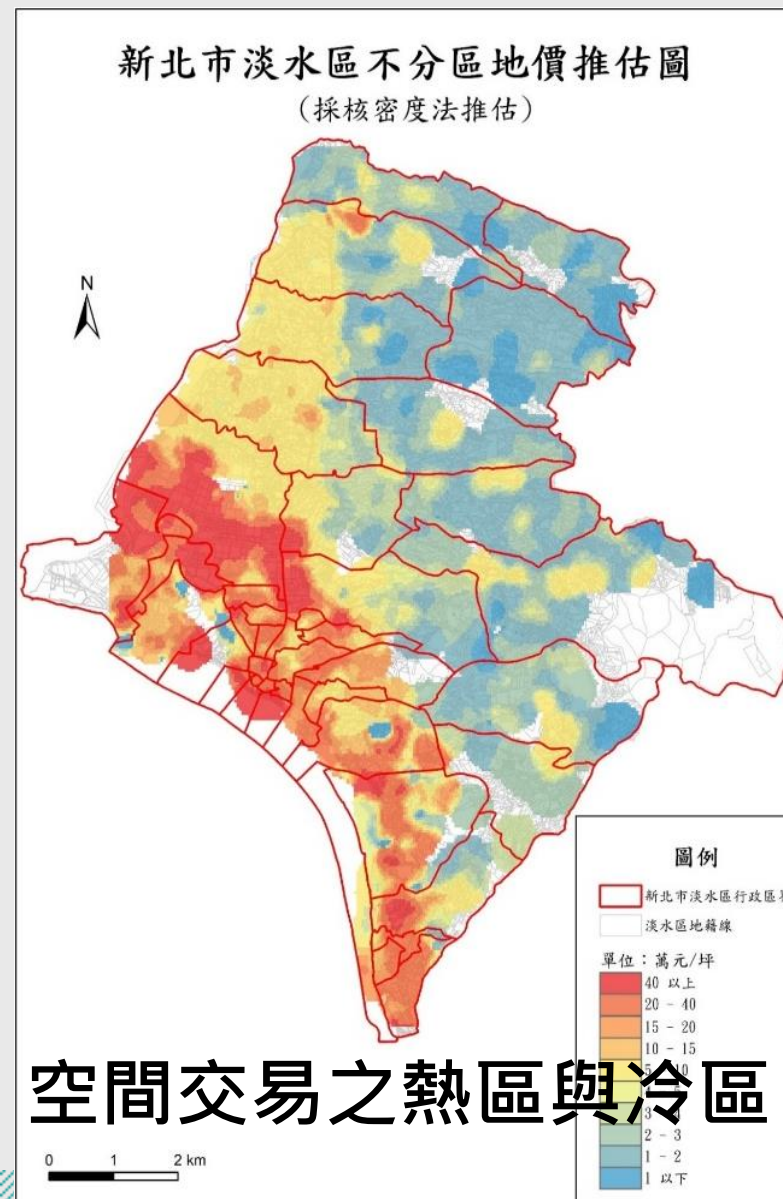 新北市淡水區不分區地價推估圖
(採核密度法推估)
N
圖例
新北市淡水區行政區
淡水區地籍線
單位：萬元/坪
40 以上
20 - 40
15 - 20
10 - 15
空間交易之熱區與冷區
2 - 3
1 - 2
1 以下
0 1 2 km